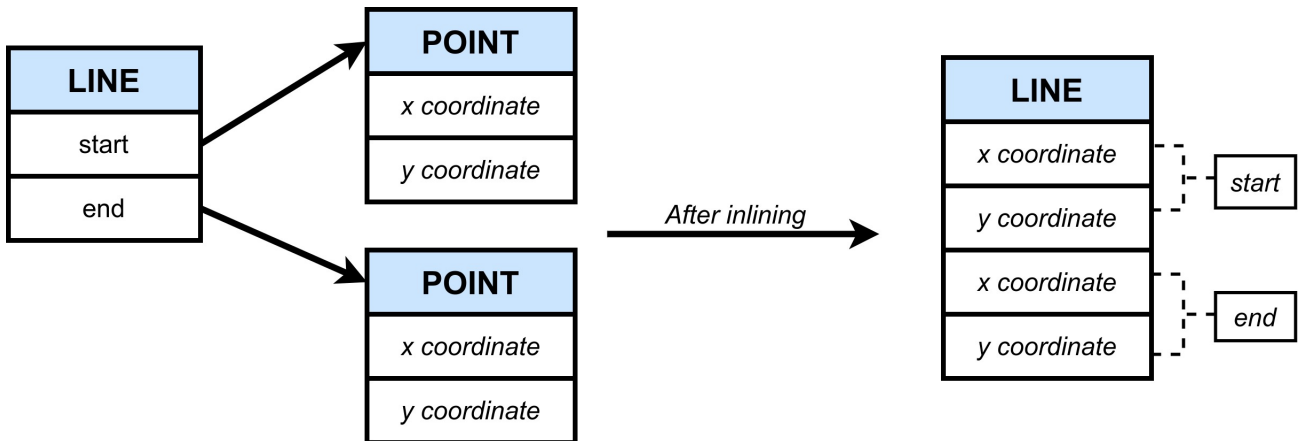 LINE
start
end
POINT
x coordinate
y coordinate
POINT
x coordinate
y coordinate
After inlining
LINE
x coordinate
y coordinate
x coordinate
y coordinate
start
end